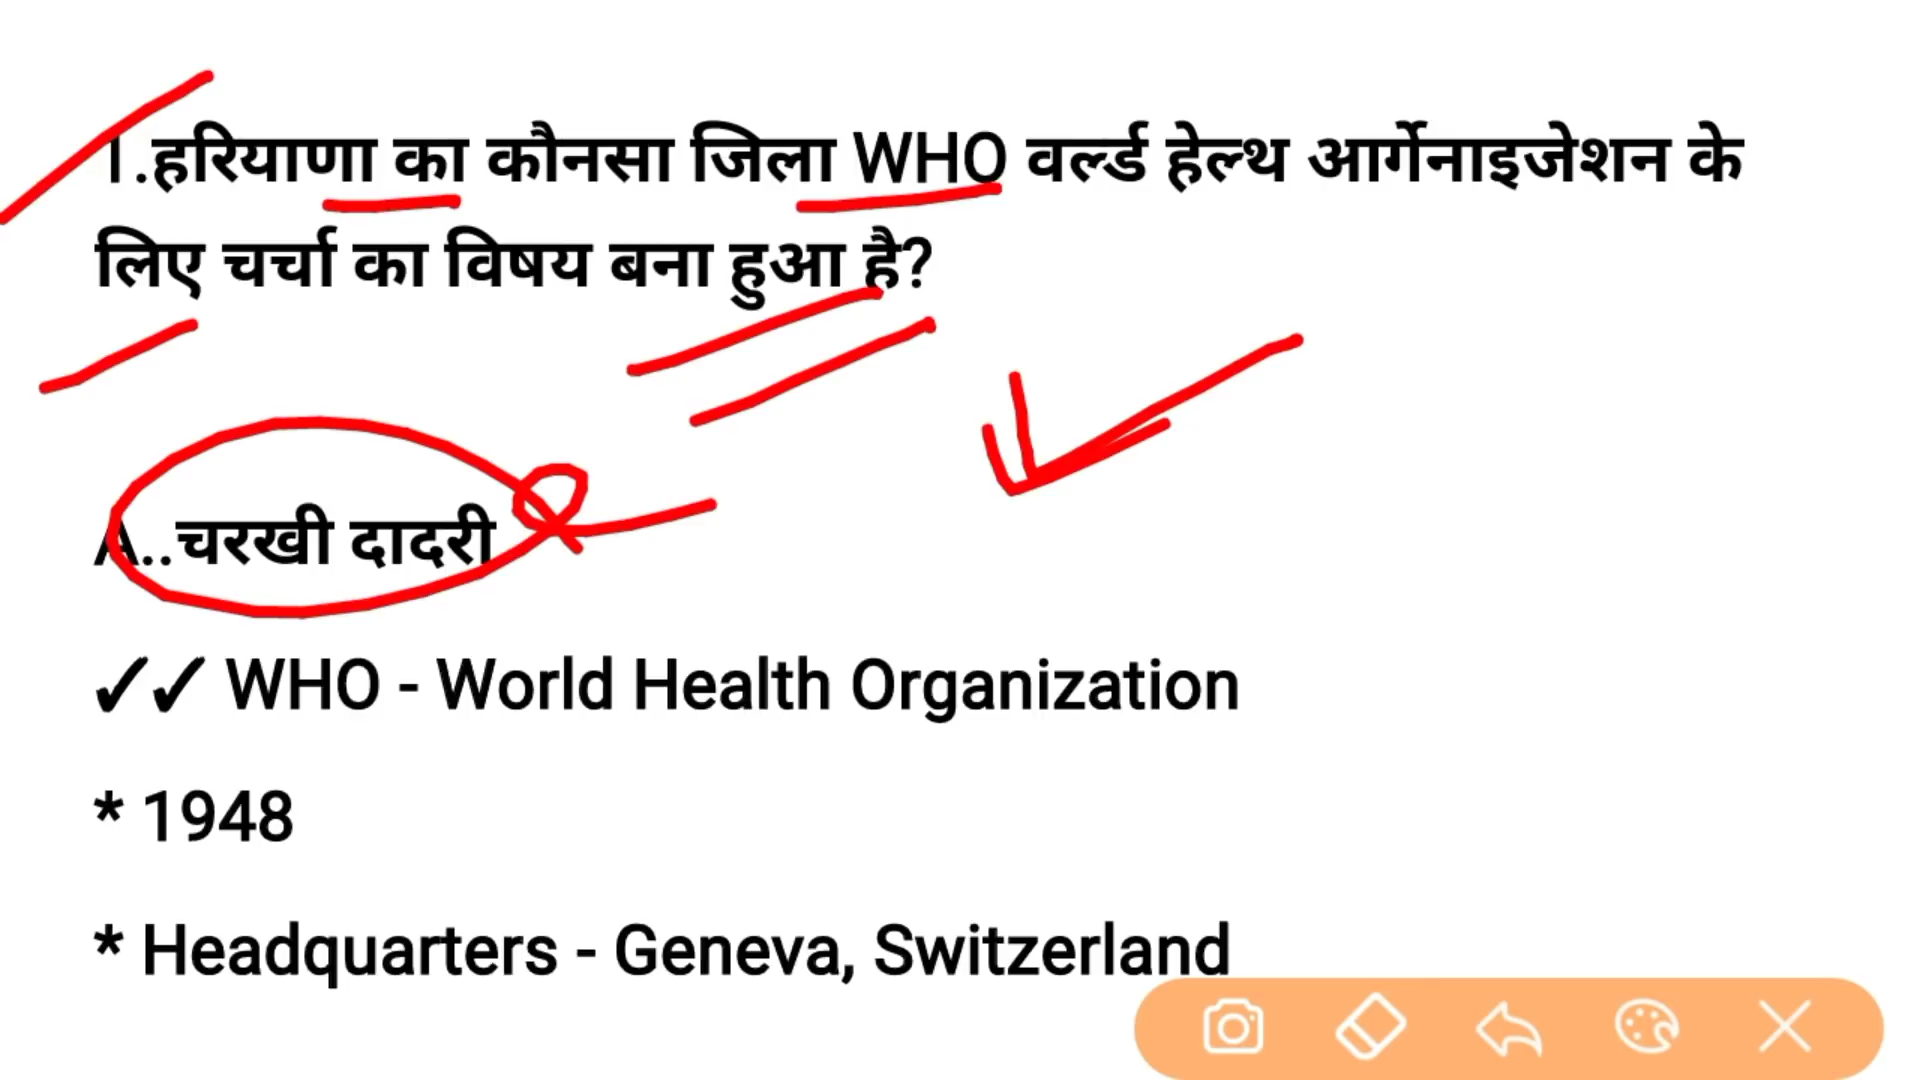 1.हरियाणा का कौनसा जिला WHO वर्ल्ड हेल्थ आर्गेनाइजेशन के
लिए चर्चा का विषय बना हुआ है?
A..चरखी दादरी
✓✓ WHO - World Health Organization
* 1948
* Headquarters - Geneva, Switzerland